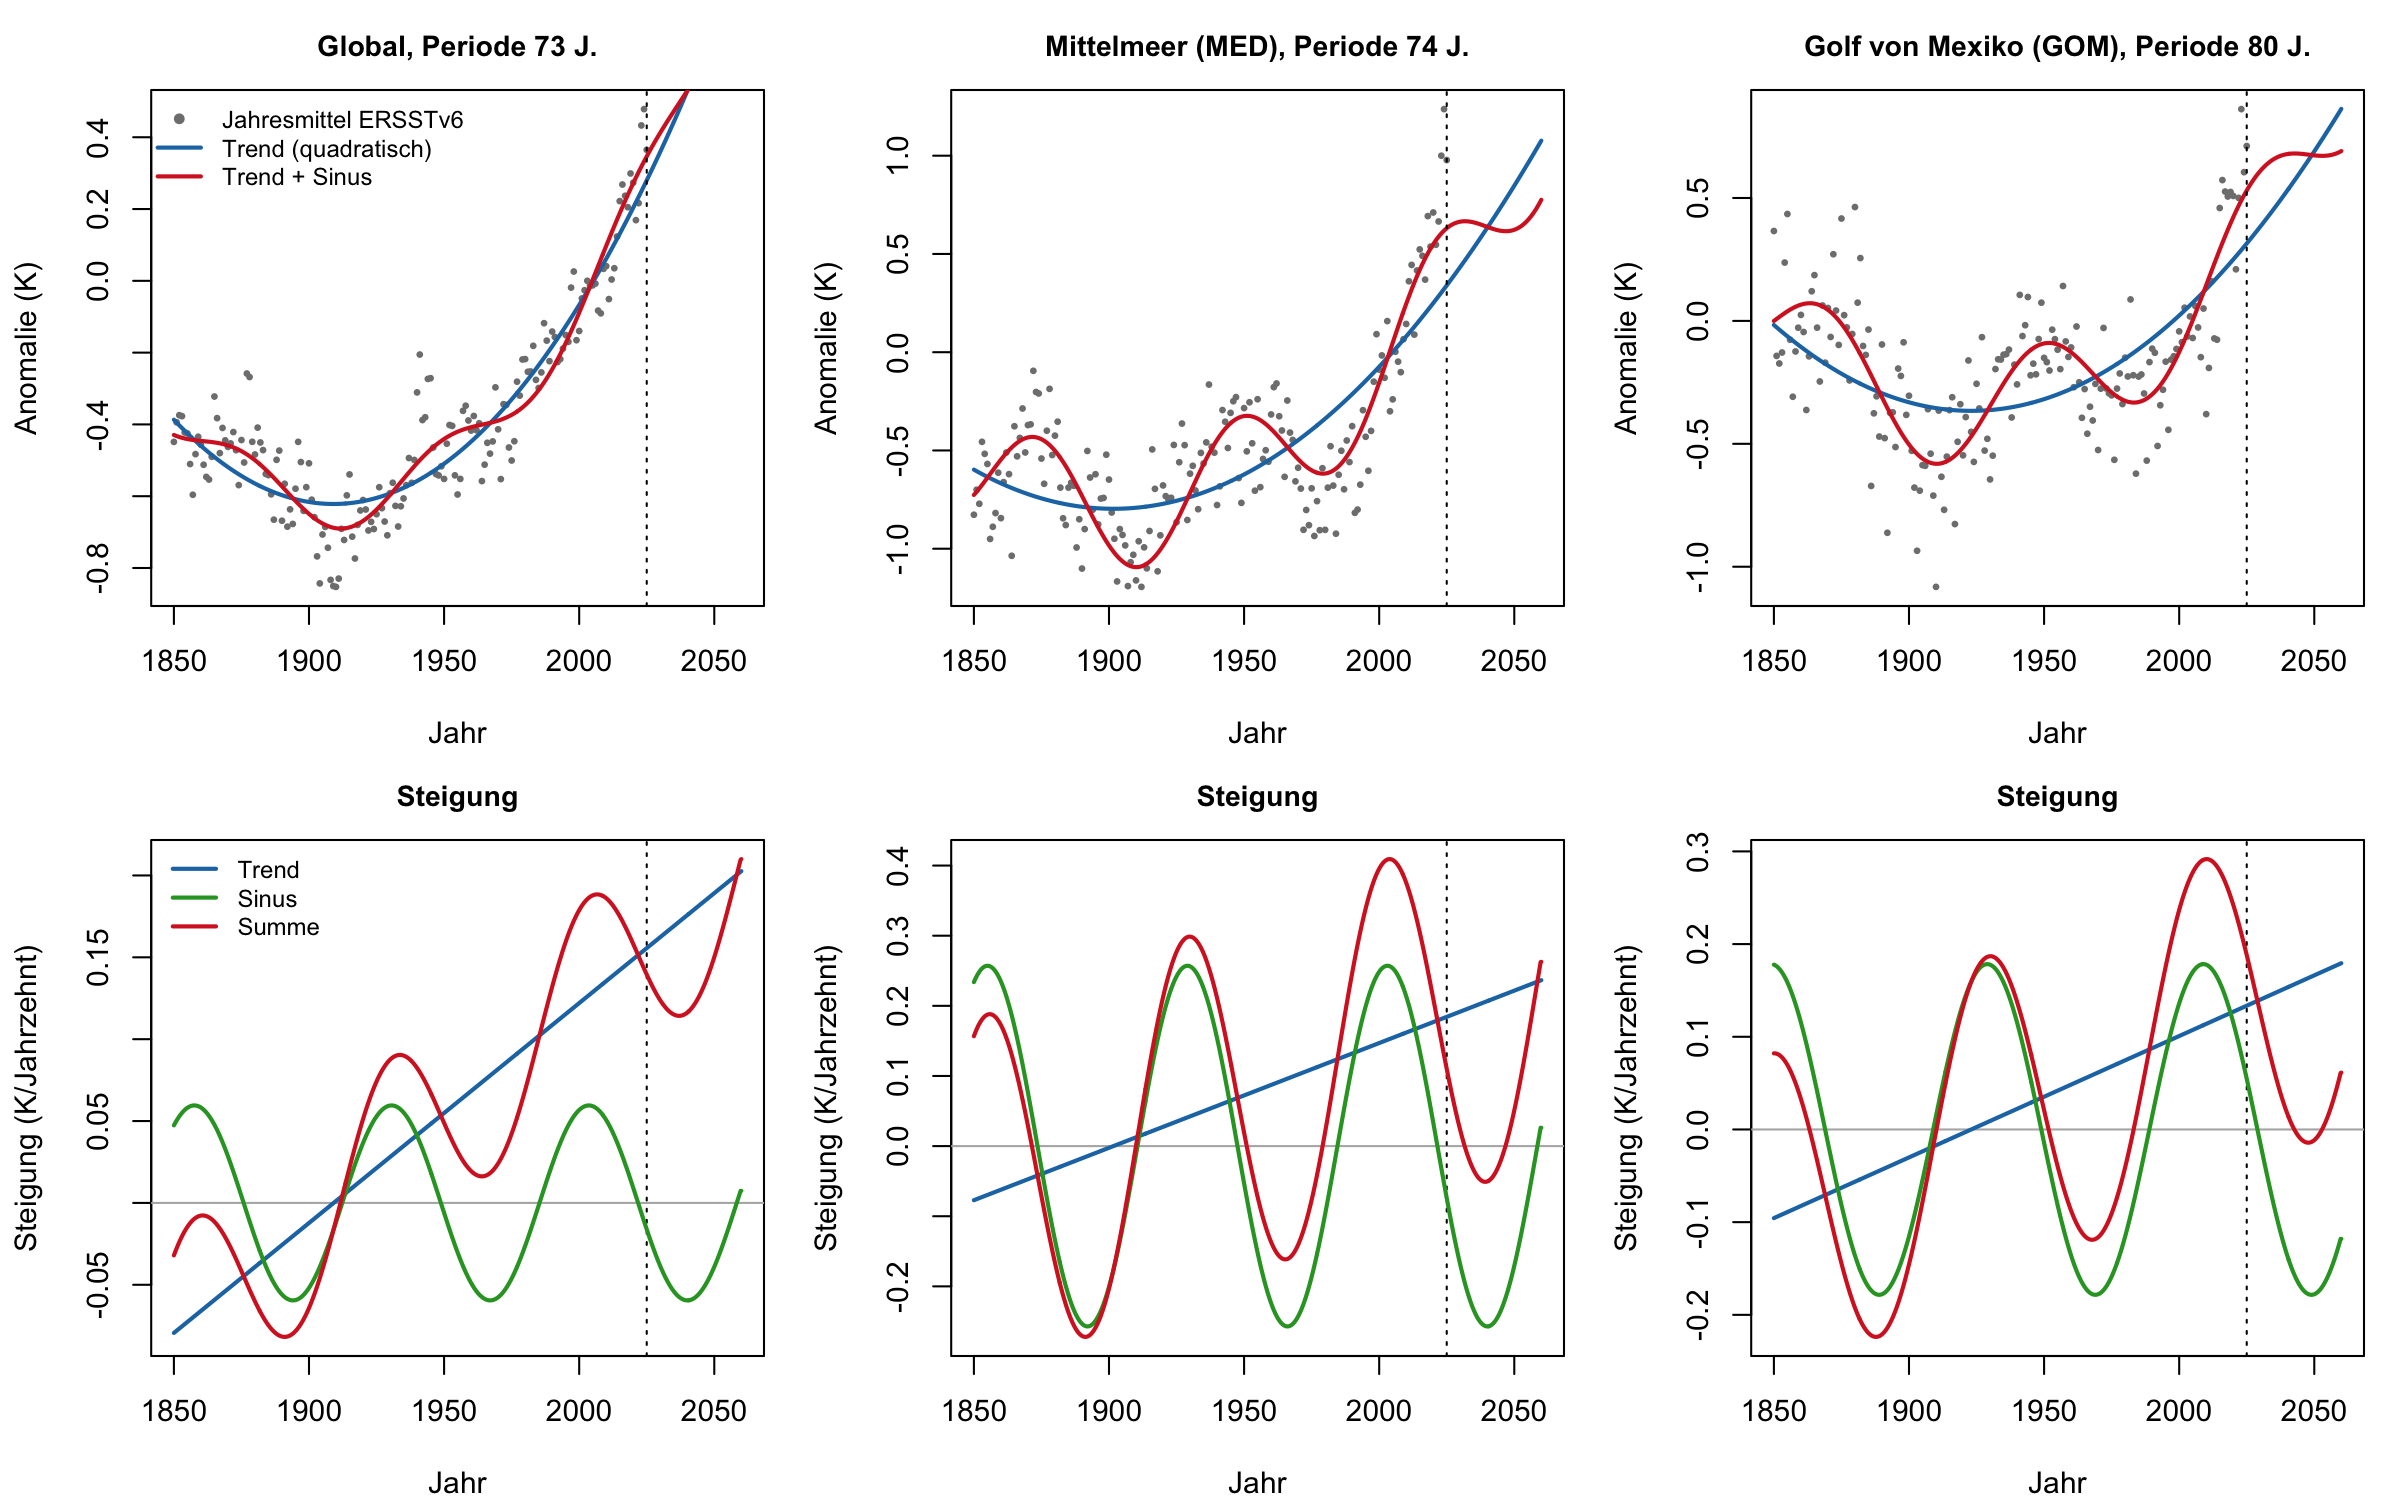 Global, Periode 73 J.
Anomalie (K)
0.4
0.2
0.0
-0.4
-0.8
Jahresmittel ERSSTv6
Trend (quadratisch)
Trend + Sinus
1850 1900 1950 2000 2050
Jahr
Mittelmeer (MED), Periode 74 J.
Anomalie (K)
1.0
0.5
0.0
-0.5
-1.0
1850 1900 1950 2000 2050
Jahr
Golf von Mexiko (GOM), Periode 80 J.
Anomalie (K)
0.5
0.0
-0.5
-1.0
1850 1900 1950 2000 2050
Jahr
Steigung
Steigung (K/Jahrzehnt)
0.15
0.05
-0.05
Trend
Sinus
Summe
1850 1900 1950 2000 2050
Jahr
Steigung
Steigung (K/Jahrzehnt)
0.4
0.3
0.2
0.1
0.0
-0.2
1850 1900 1950 2000 2050
Jahr
Steigung
Steigung (K/Jahrzehnt)
0.3
0.2
0.1
0.0
-0.1
-0.2
1850 1900 1950 2000 2050
Jahr